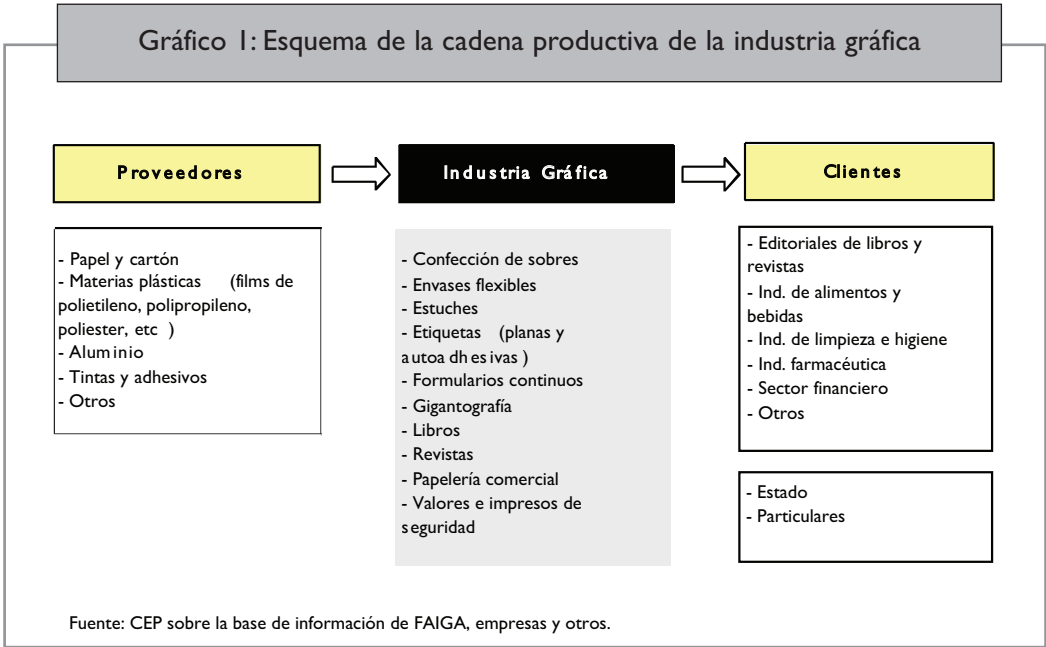 Gráfico 1: Esquema de la cadena productiva de la industria gráfica
Proveedores
- Papel y cartón
- Materias plásticas (films de
polietileno, polipropileno,
poliester, etc )
- Aluminio
- Tintas y adhesivos
- Otros
Industria Gráfica
- Confección de sobres
- Envases flexibles
- Estuches
- Etiquetas (planas y
autoadhesivas )
- Formularios continuos
- Gigantografía
- Libros
- Revistas
- Papelería comercial
- Valores e impresos de
seguridad
Clientes
- Editoriales de libros y
revistas
- Ind. de alimentos y
bebidas
- Ind. de limpieza e higiene
- Ind. farmacéutica
- Sector financiero
- Otros
- Estado
- Particulares
Fuente: CEP sobre la base de información de FAIGA, empresas y otros.